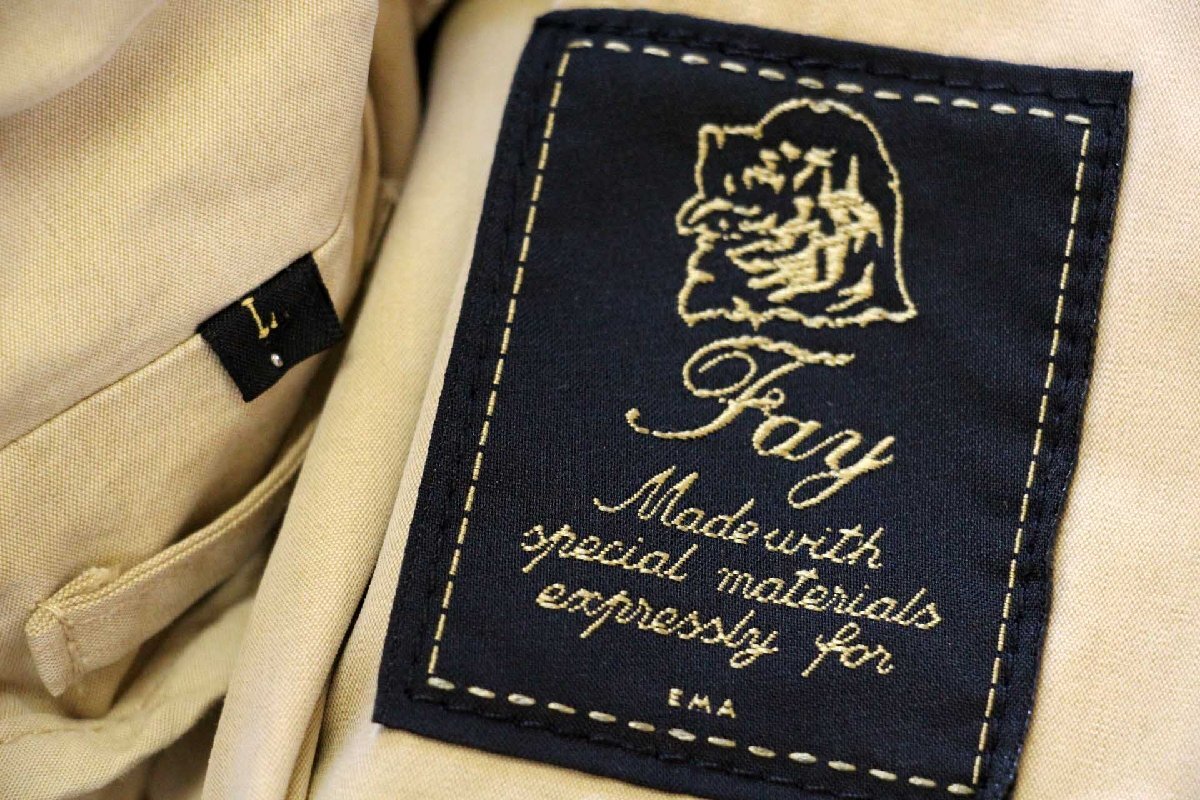 L
Fay
Made with
special materials
expressly for
EMA